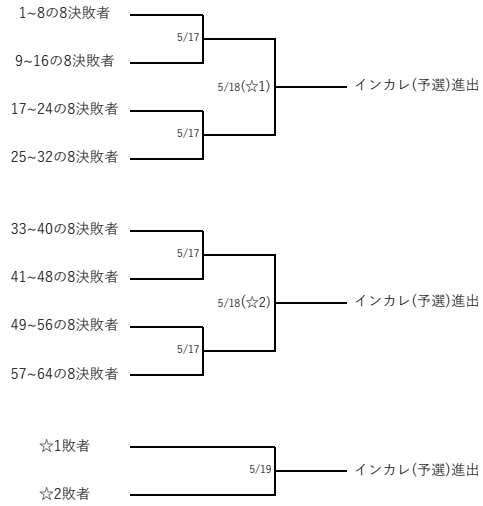 1~8の8決敗者
5/17
9~16の8決敗者
5/18(☆1)
インカレ(予選)進出
17~24の8決敗者
5/17
25~32の8決敗者
33~40の8決敗者
5/17
41~48の8決敗者
5/18(☆2)
インカレ(予選)進出
49~56の8決敗者
5/17
57~64の8決敗者
☆1敗者
5/19
インカレ(予選)進出
☆2敗者